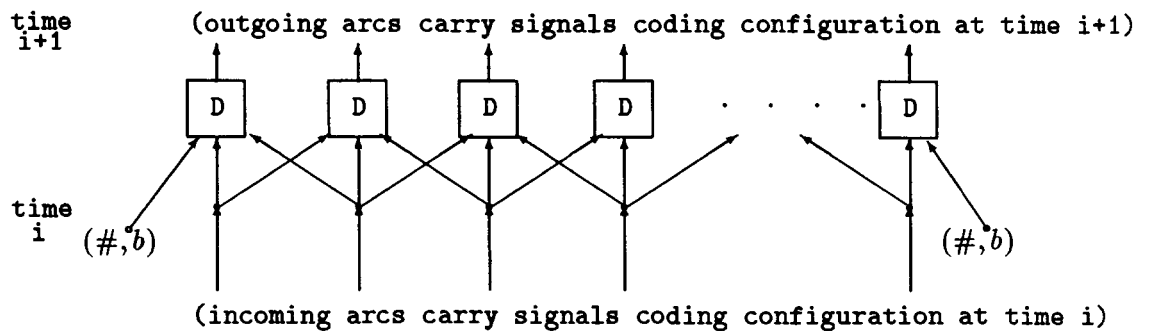 time
i+1
(outgoing arcs carry signals coding configuration at time i+1)
D D D D D
time
i
(#,b) (#,b)
(incoming arcs carry signals coding configuration at time i)